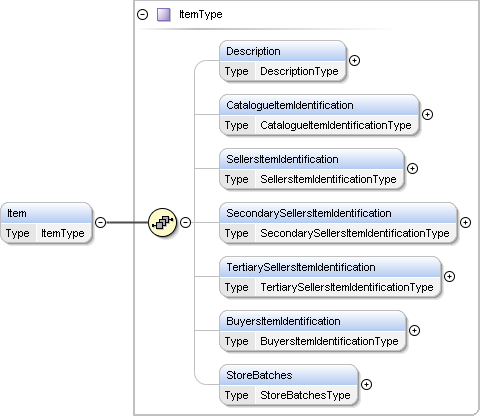 ItemType
Description
Type DescriptionType
CatalogueItemIdentification
Type CatalogueItemIdentificationType
SellersItemIdentification
Type SellersItemIdentificationType
Item
Type ItemType
SecondarySellersItemIdentification
Type SecondarySellersItemIdentificationType
TertiarySellersItemIdentification
Type TertiarySellersItemIdentificationType
BuyersItemIdentification
Type BuyersItemIdentificationType
StoreBatches
Type StoreBatchesType